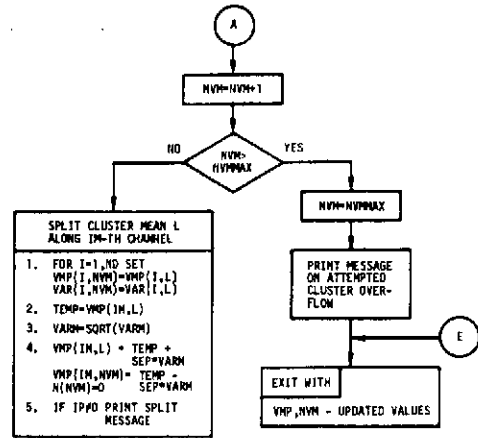 A
NVM=NVM+1
NO
YES
NVM>
NVMMAX
NVM=NVMMAX
SPLIT CLUSTER MEAN L
ALONG IM-TH CHANNEL
1. FOR I=1,ND SET
VMP(I,NVM)=VMP(I,L)
VAR(I,NVM)=VAR(I,L)
2. TEMP=VMP(IM,L)
3. VARM=SQRT(VARM)
4. VMP(IM,L) + TEMP +
SEP*VARM
VMP(IM,NVM)= TEMP -
N(NVM)=0 SEP*VARM
5. IF IP≠0 PRINT SPLIT
MESSAGE
PRINT MESSAGE
ON ATTEMPTED
CLUSTER OVER-
FLOW
E
EXIT WITH
VMP,NVM - UPDATED VALUES